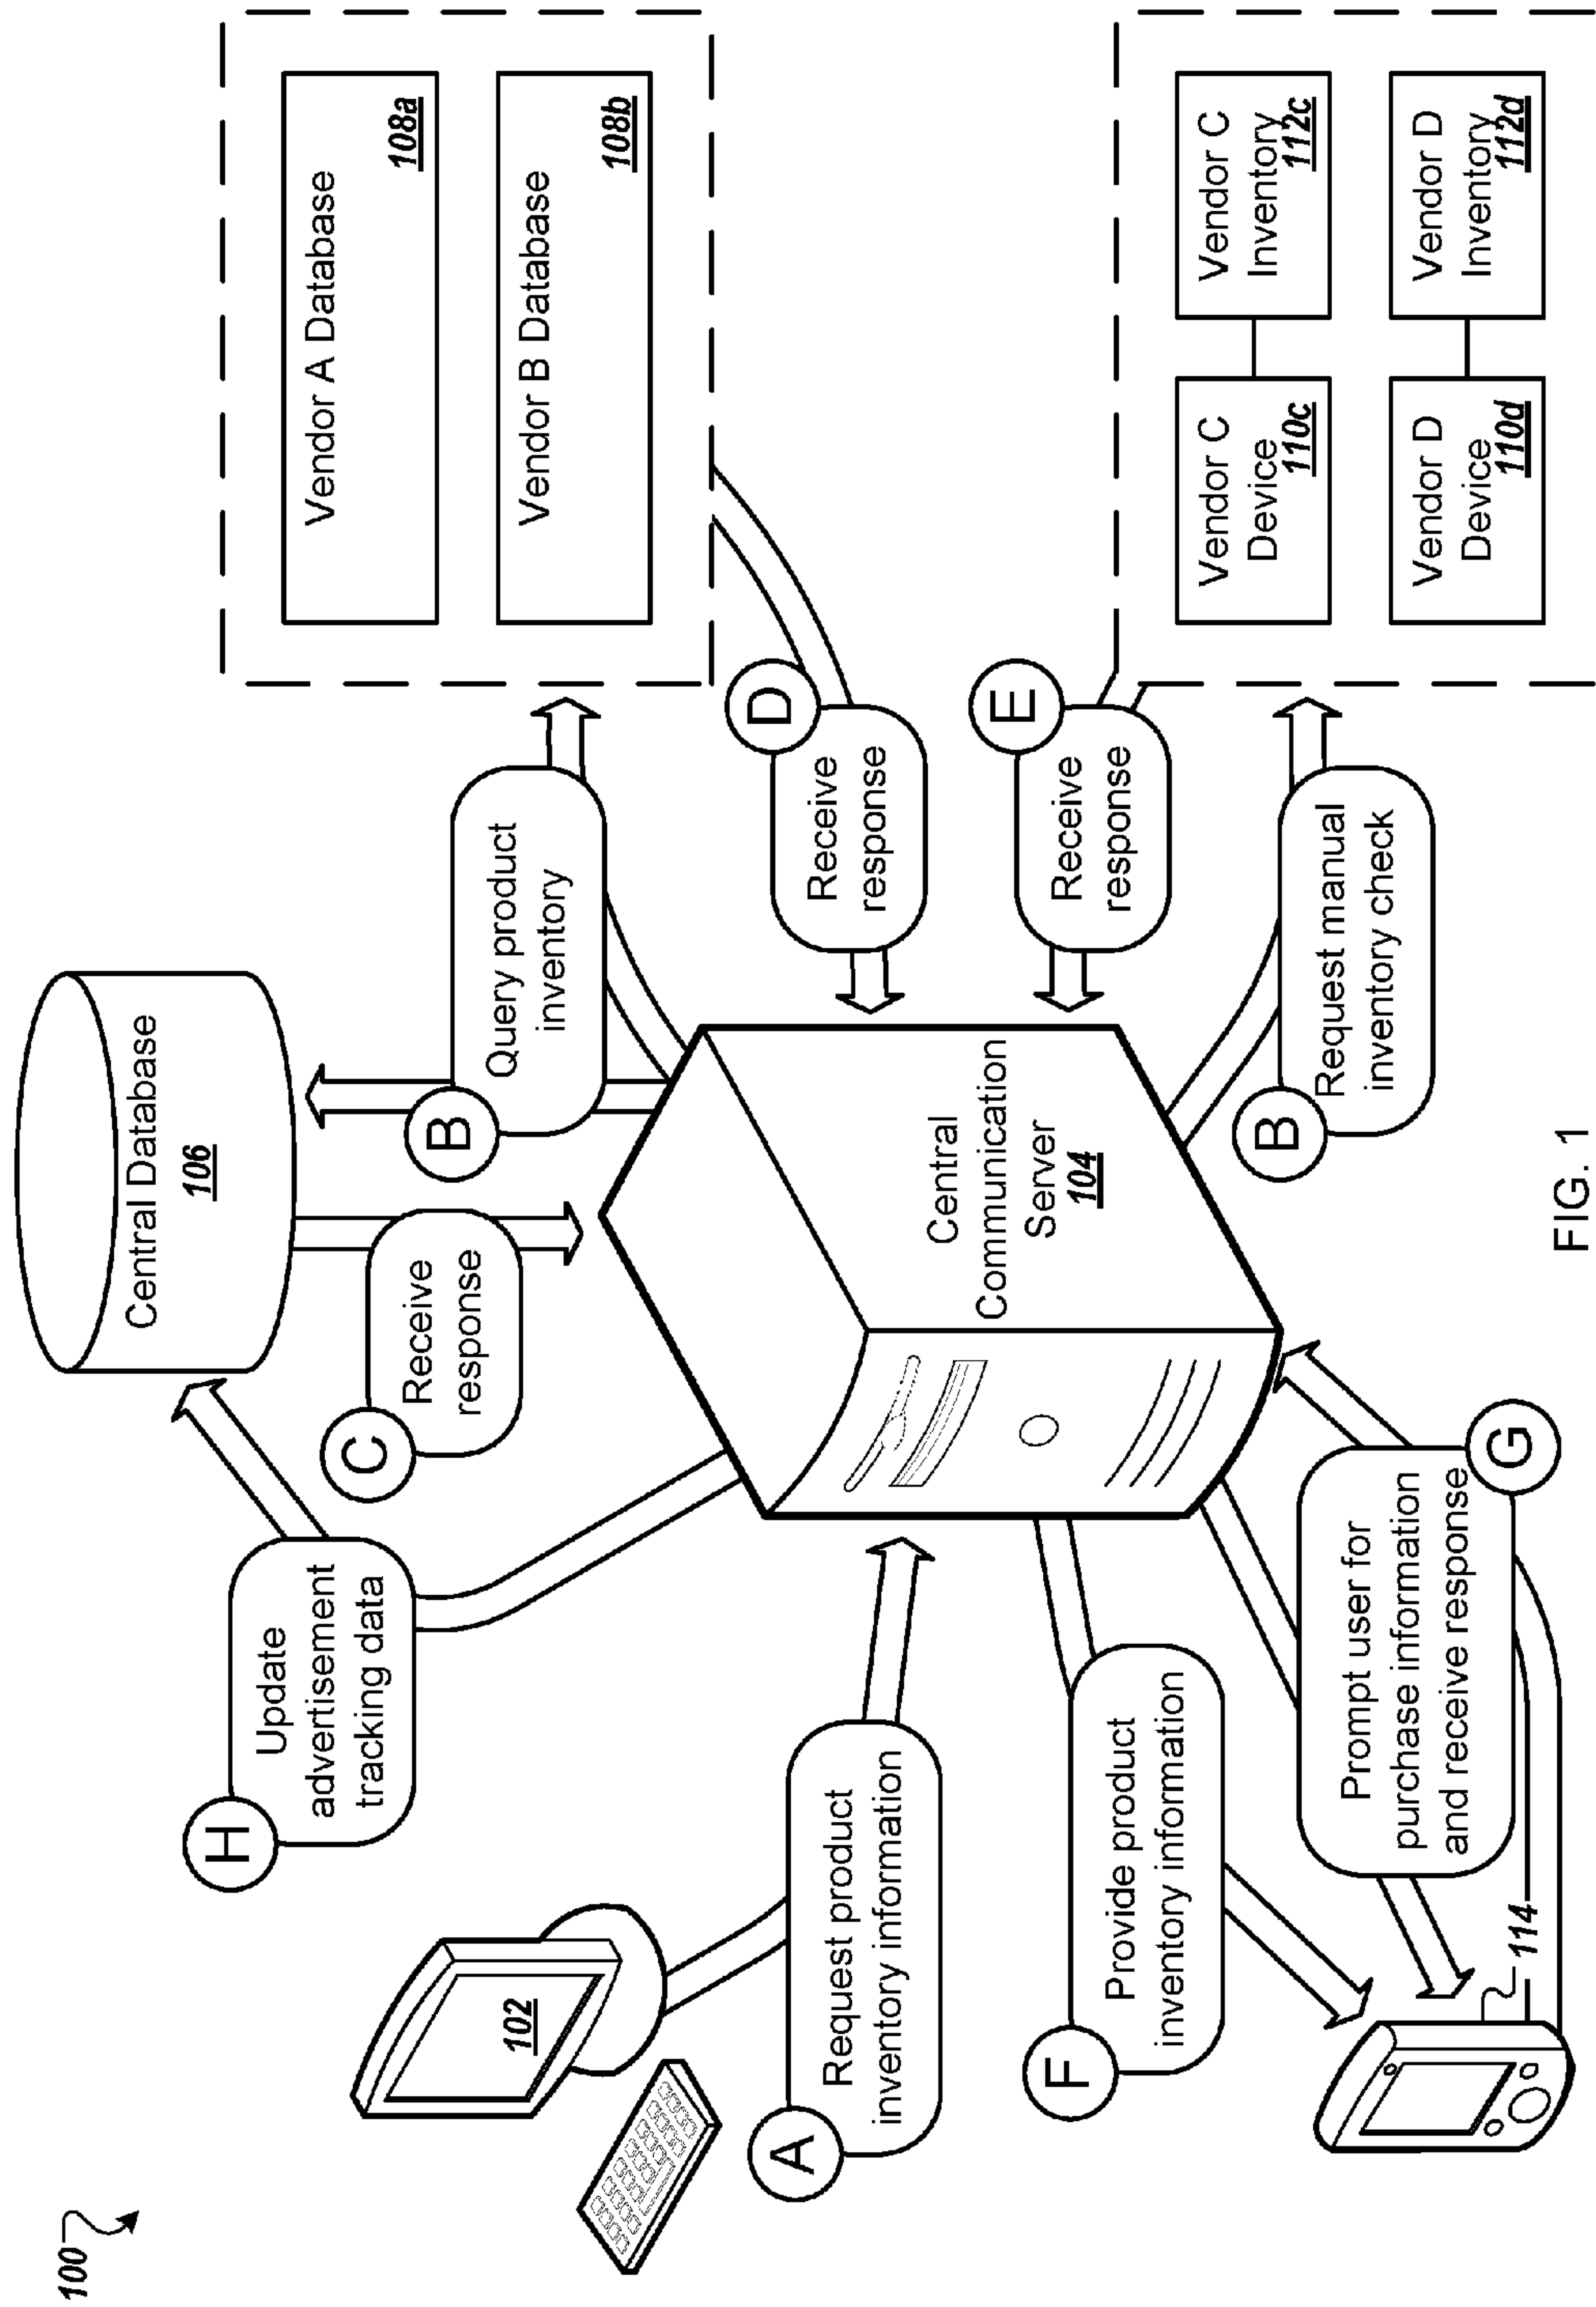 100
Central Database
106
H
Update
advertisement
tracking data
C
Receive
response
B
Query product
inventory
Vendor A Database
108a
Vendor B Database
108b
102
A
Request product
inventory information
Central
Communication
Server
104
D
Receive
response
E
Receive
response
F
Provide product
inventory information
G
Prompt user for
purchase information
and receive response
114
B
Request manual
inventory check
Vendor C
Device
110c
Vendor C
Inventory
112c
Vendor D
Device
110d
Vendor D
Inventory
112d
FIG. 1